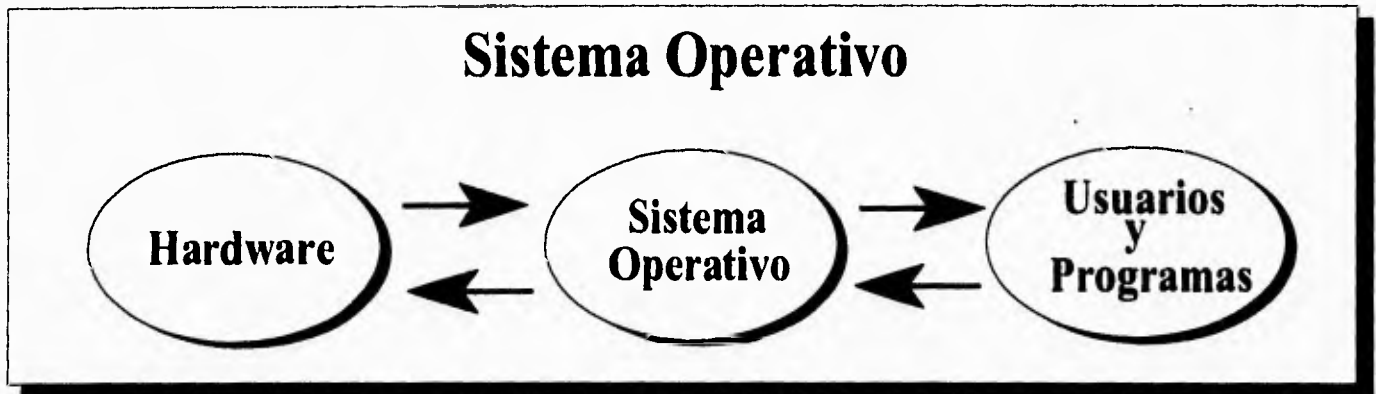 Sistema Operativo
Hardware
Sistema
Operativo
Usuarios
y
Programas